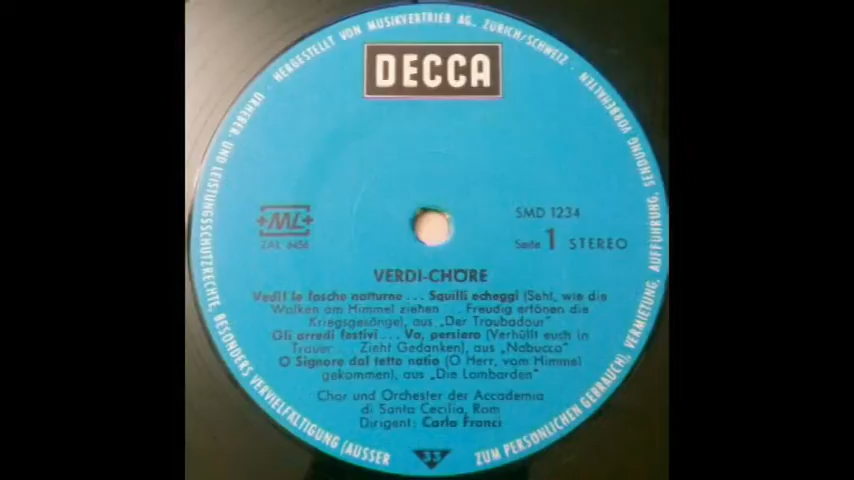 HERGESTELLT VON MUSIKVERTRIEB AG, ZÜRICH/SCHWEIZ · ALLE URHEBER- UND LEISTUNGSSCHUTZRECHTE, BESONDERS VERVIELFÄLTIGUNG (AUSSER ZUM PERSÖNLICHEN GEBRAUCH), VERMIETUNG, AUFFÜHRUNG, SENDUNG VORBEHALTEN
DECCA
ML
ZAL 6456
SMD 1234
Seite 1 STEREO
VERDI-CHÖRE
Vedi! le fosche notturne ... Squilli echeggi (Seht, wie die
Wolken am Himmel ziehen ... Freudig ertönen die
Kriegsgesänge), aus „Der Troubadour"
Gli arredi festivi ... Va, pensiero (Verhüllt euch in
Trauer ... Zieht Gedanken), aus „Nabucco"
O Signore dal tetto natio (O Herr, vom Himmel
gekommen), aus „Die Lombarden"
Chor und Orchester der Accademia
di Santa Cecilia, Rom
Dirigent: Carlo Franci
33